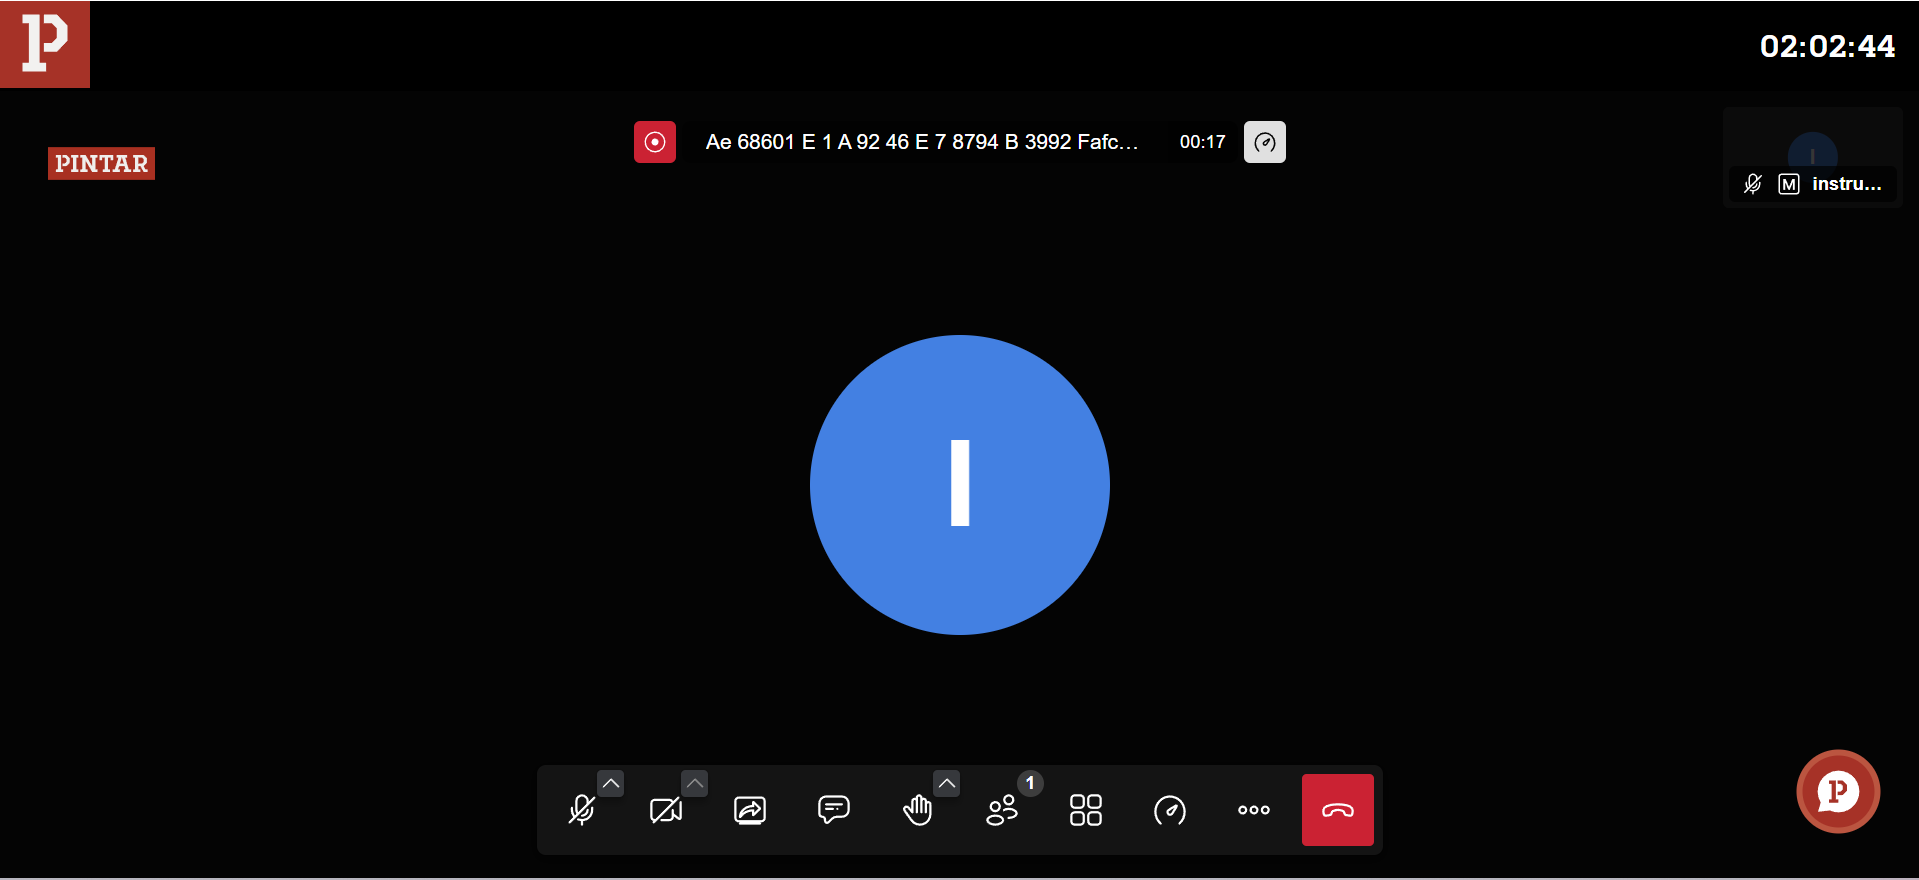 P
02:02:44
PINTAR
Ae 68601 E 1 A 92 46 E 7 8794 B 3992 Fafc...
00:17
I
M instru...
I
1
P